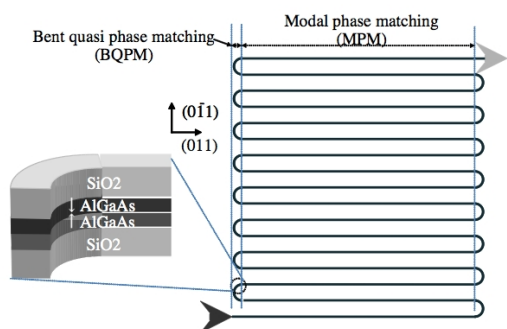 Bent quasi phase matching
(BQPM)
Modal phase matching
(MPM)
(01̄1)
(011)
SiO2
↓ AlGaAs
↑ AlGaAs
SiO2